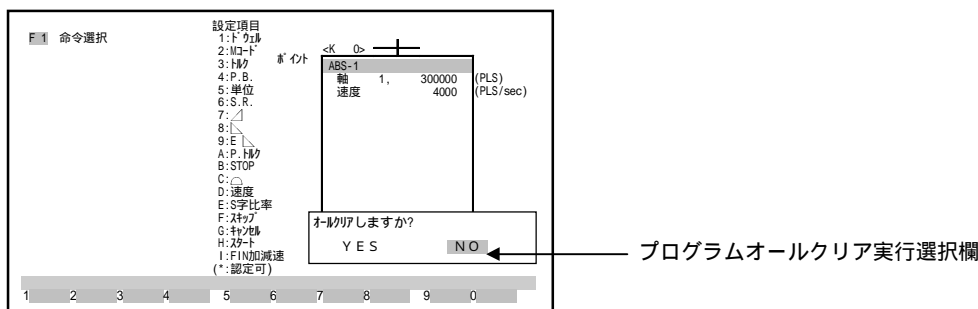 F 1 命令選択
設定項目
1:ﾄﾞｳｪﾙ
2:Mｺｰﾄﾞ
3:ﾄﾙｸ
4:P.B.
5:単位
6:S.R.
7:
8:
9:E
A:P.ﾄﾙｸ
B:STOP
C:
D:速度
E:S字比率
F:ｽｷｯﾌﾟ
G:ｷｬﾝｾﾙ
H:ｽﾀｰﾄ
I:FIN加減速
(*:認定可)
ﾎﾟｲﾝﾄ <K 0>
ABS-1
軸 1, 300000 (PLS)
速度 4000 (PLS/sec)
ｵｰﾙｸﾘｱしますか?
YES NO
プログラムオールクリア実行選択欄
1 2 3 4 5 6 7 8 9 0